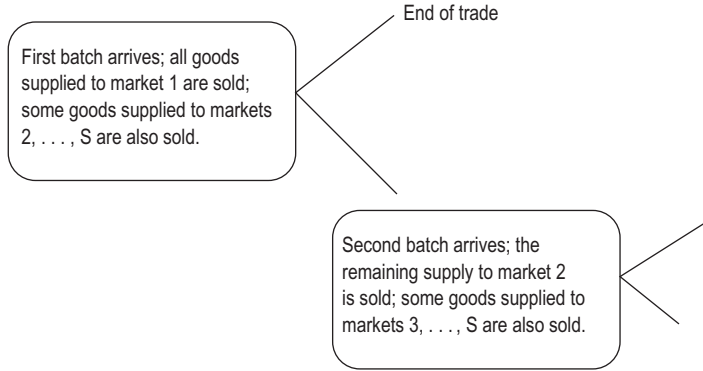 End of trade
First batch arrives; all goods
supplied to market 1 are sold;
some goods supplied to markets
2, . . . , S are also sold.
Second batch arrives; the
remaining supply to market 2
is sold; some goods supplied to
markets 3, . . . , S are also sold.